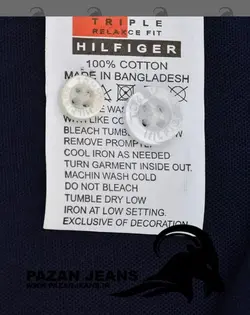 TRIPLE
RELAXCE FIT
HILFIGER
100% COTTON
MADE IN BANGLADESH
WITH LIKE CO
BLEACH TUMBL
REMOVE PROMPTLY
COOL IRON AS NEEDED
TURN GARMENT INSIDE OUT.
MACHIN WASH COLD
DO NOT BLEACH
TUMBLE DRY LOW
IRON AT LOW SETTING.
EXCLUSIVE OF DECORATION
PAZAN JEANS